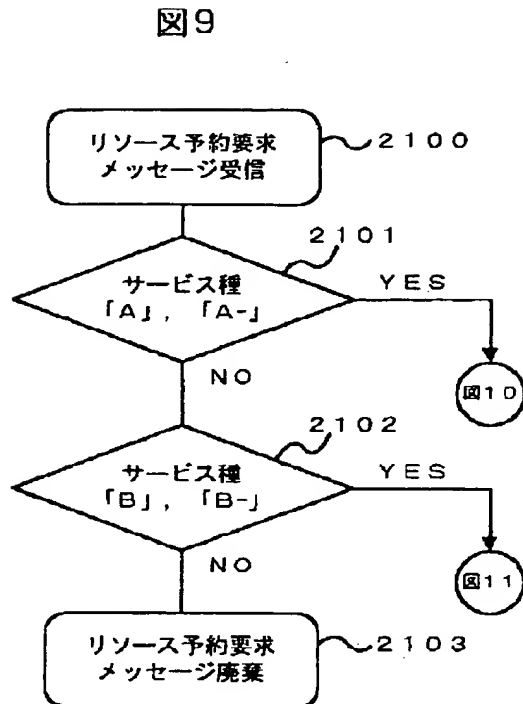 図9
リソース予約要求
メッセージ受信
2100
2101
サービス種
「A」,「A-」
YES
図10
NO
2102
サービス種
「B」,「B-」
YES
図11
NO
リソース予約要求
メッセージ廃棄
2103